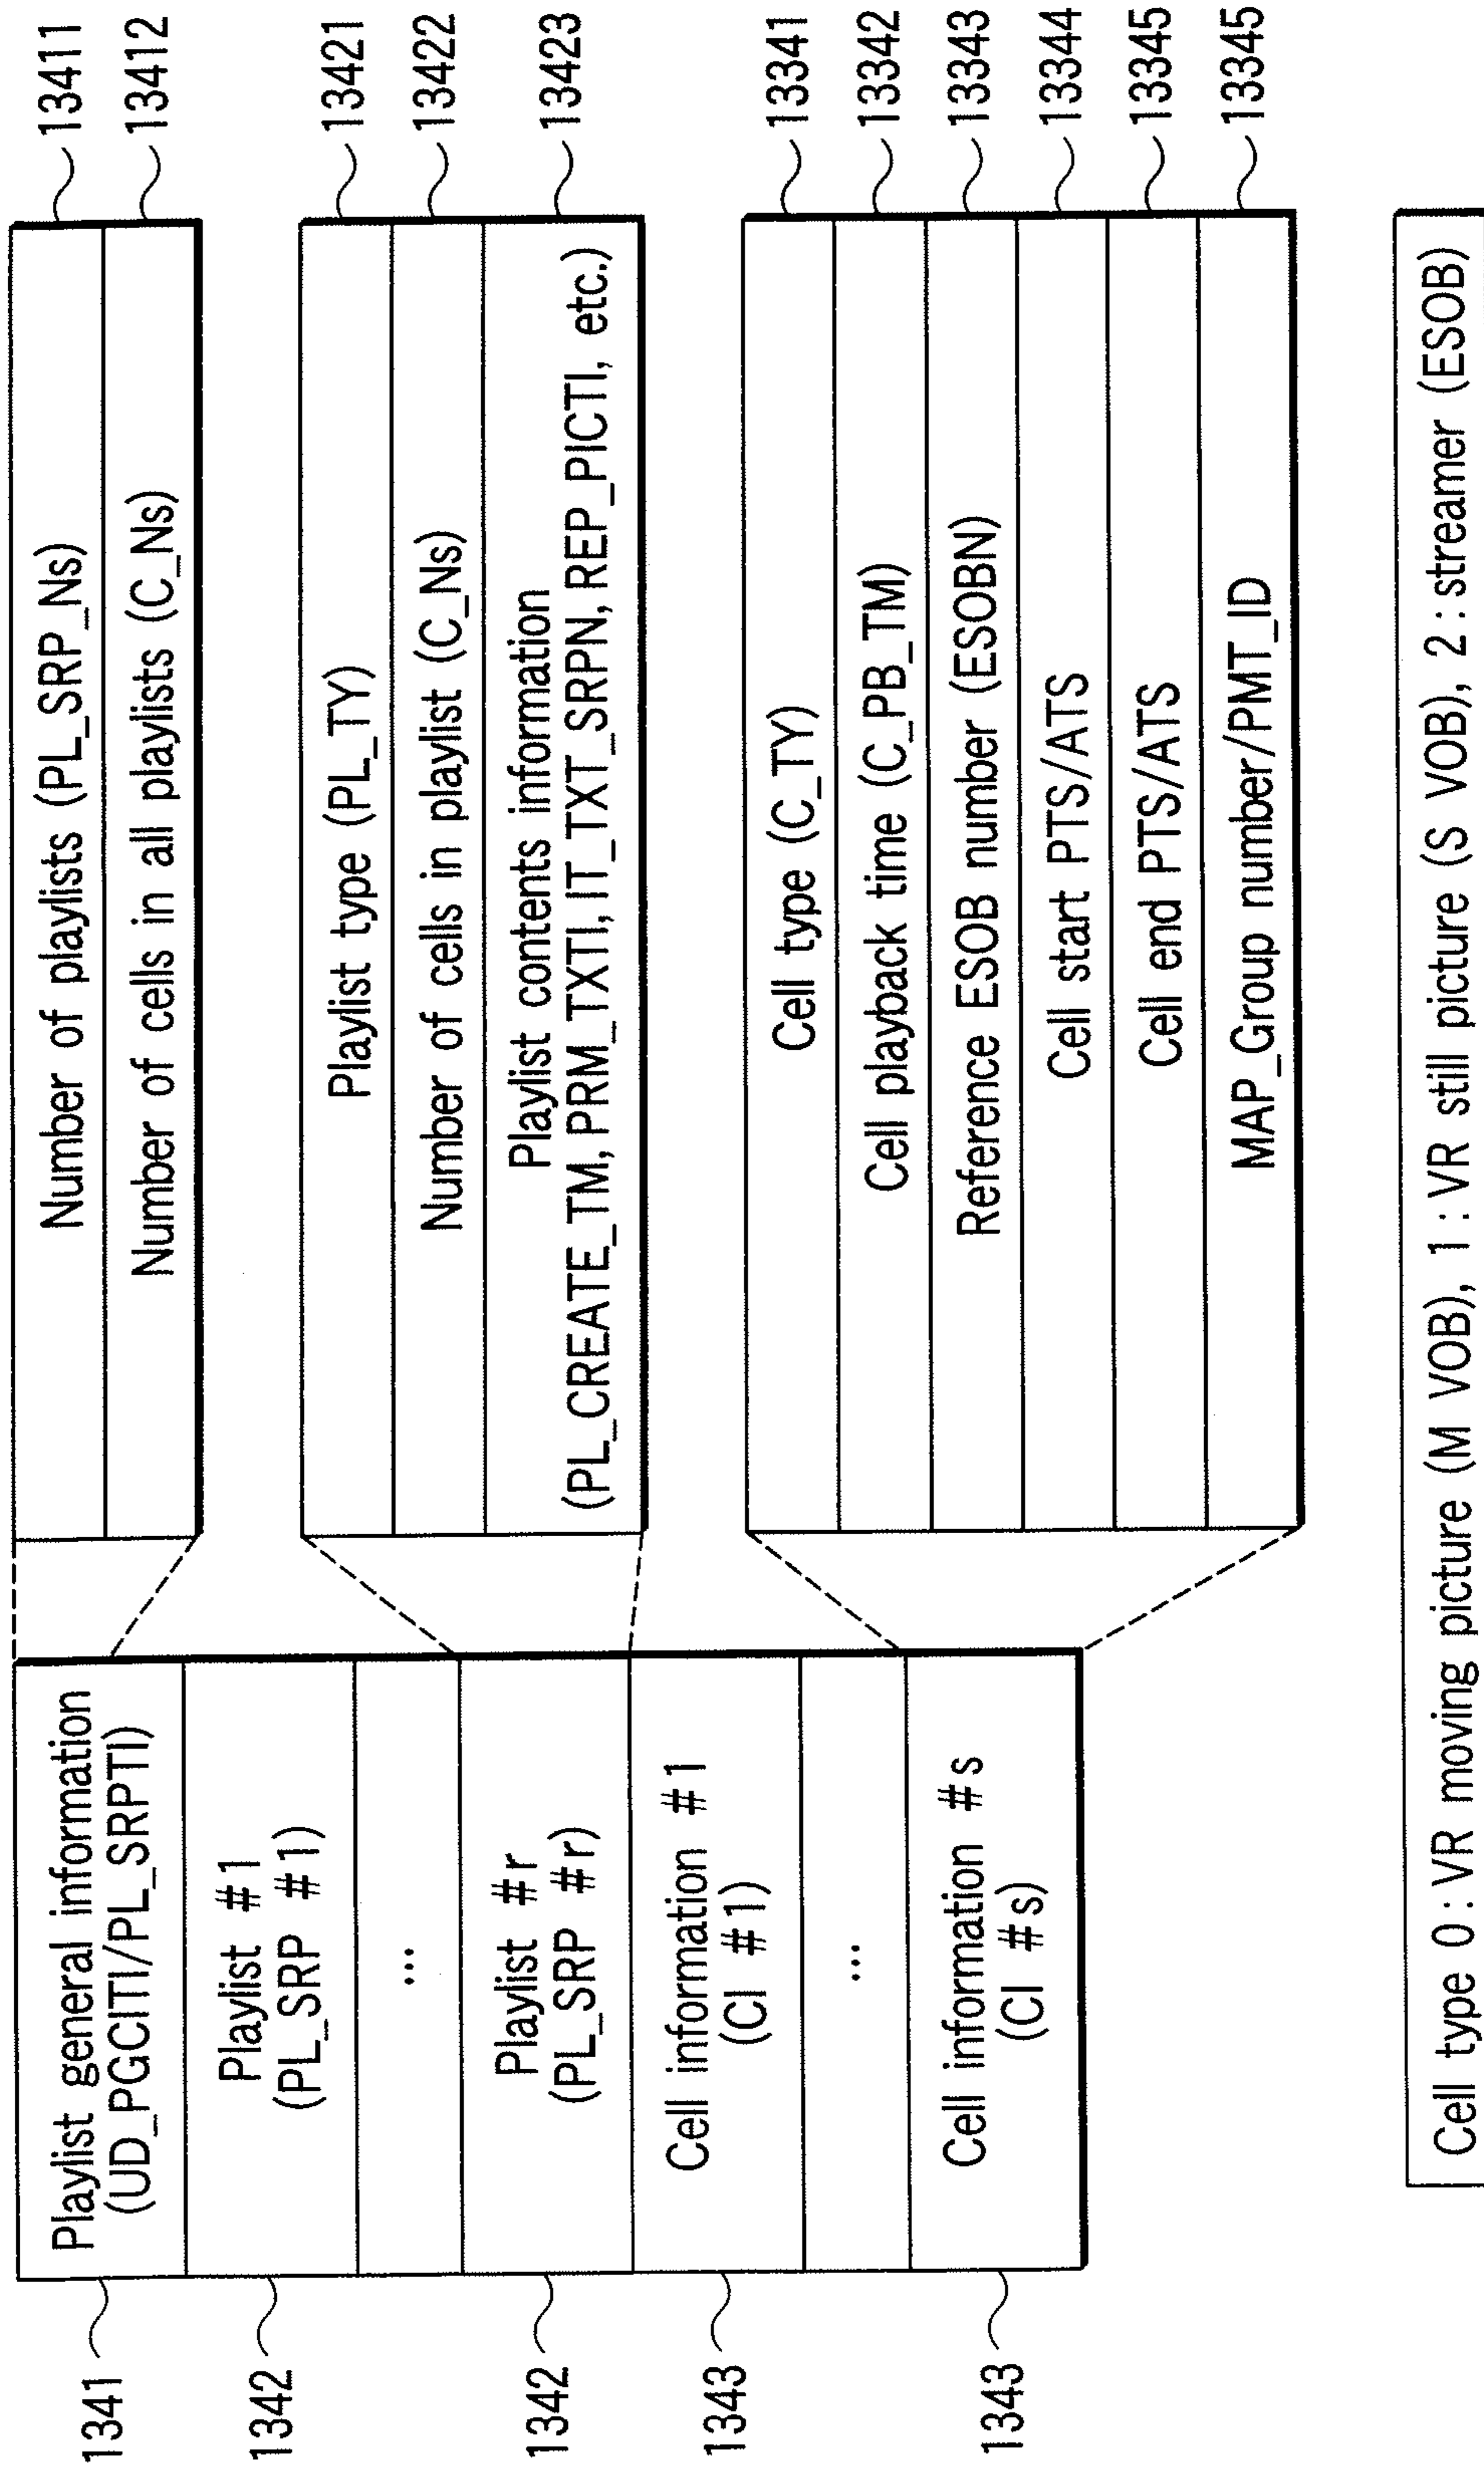 1341
Playlist general information
(UD_PGCITI/PL_SRPTI)
1342
Playlist #1
(PL_SRP #1)
...
1342
Playlist #r
(PL_SRP #r)
1343
Cell information #1
(CI #1)
...
1343
Cell information #s
(CI #s)
Number of playlists (PL_SRP_Ns)
13411
Number of cells in all playlists (C_Ns)
13412
Playlist type (PL_TY)
13421
Number of cells in playlist (C_Ns)
13422
Playlist contents information
(PL_CREATE_TM, PRM_TXTI, IT_TXT_SRPN, REP_PICTI, etc.)
13423
Cell type (C_TY)
13341
Cell playback time (C_PB_TM)
13342
Reference ESOB number (ESOBN)
13343
Cell start PTS/ATS
13344
Cell end PTS/ATS
13345
MAP_Group number/PMT_ID
13345
Cell type 0 : VR moving picture (M VOB), 1 : VR still picture (S VOB), 2 : streamer (ESOB)